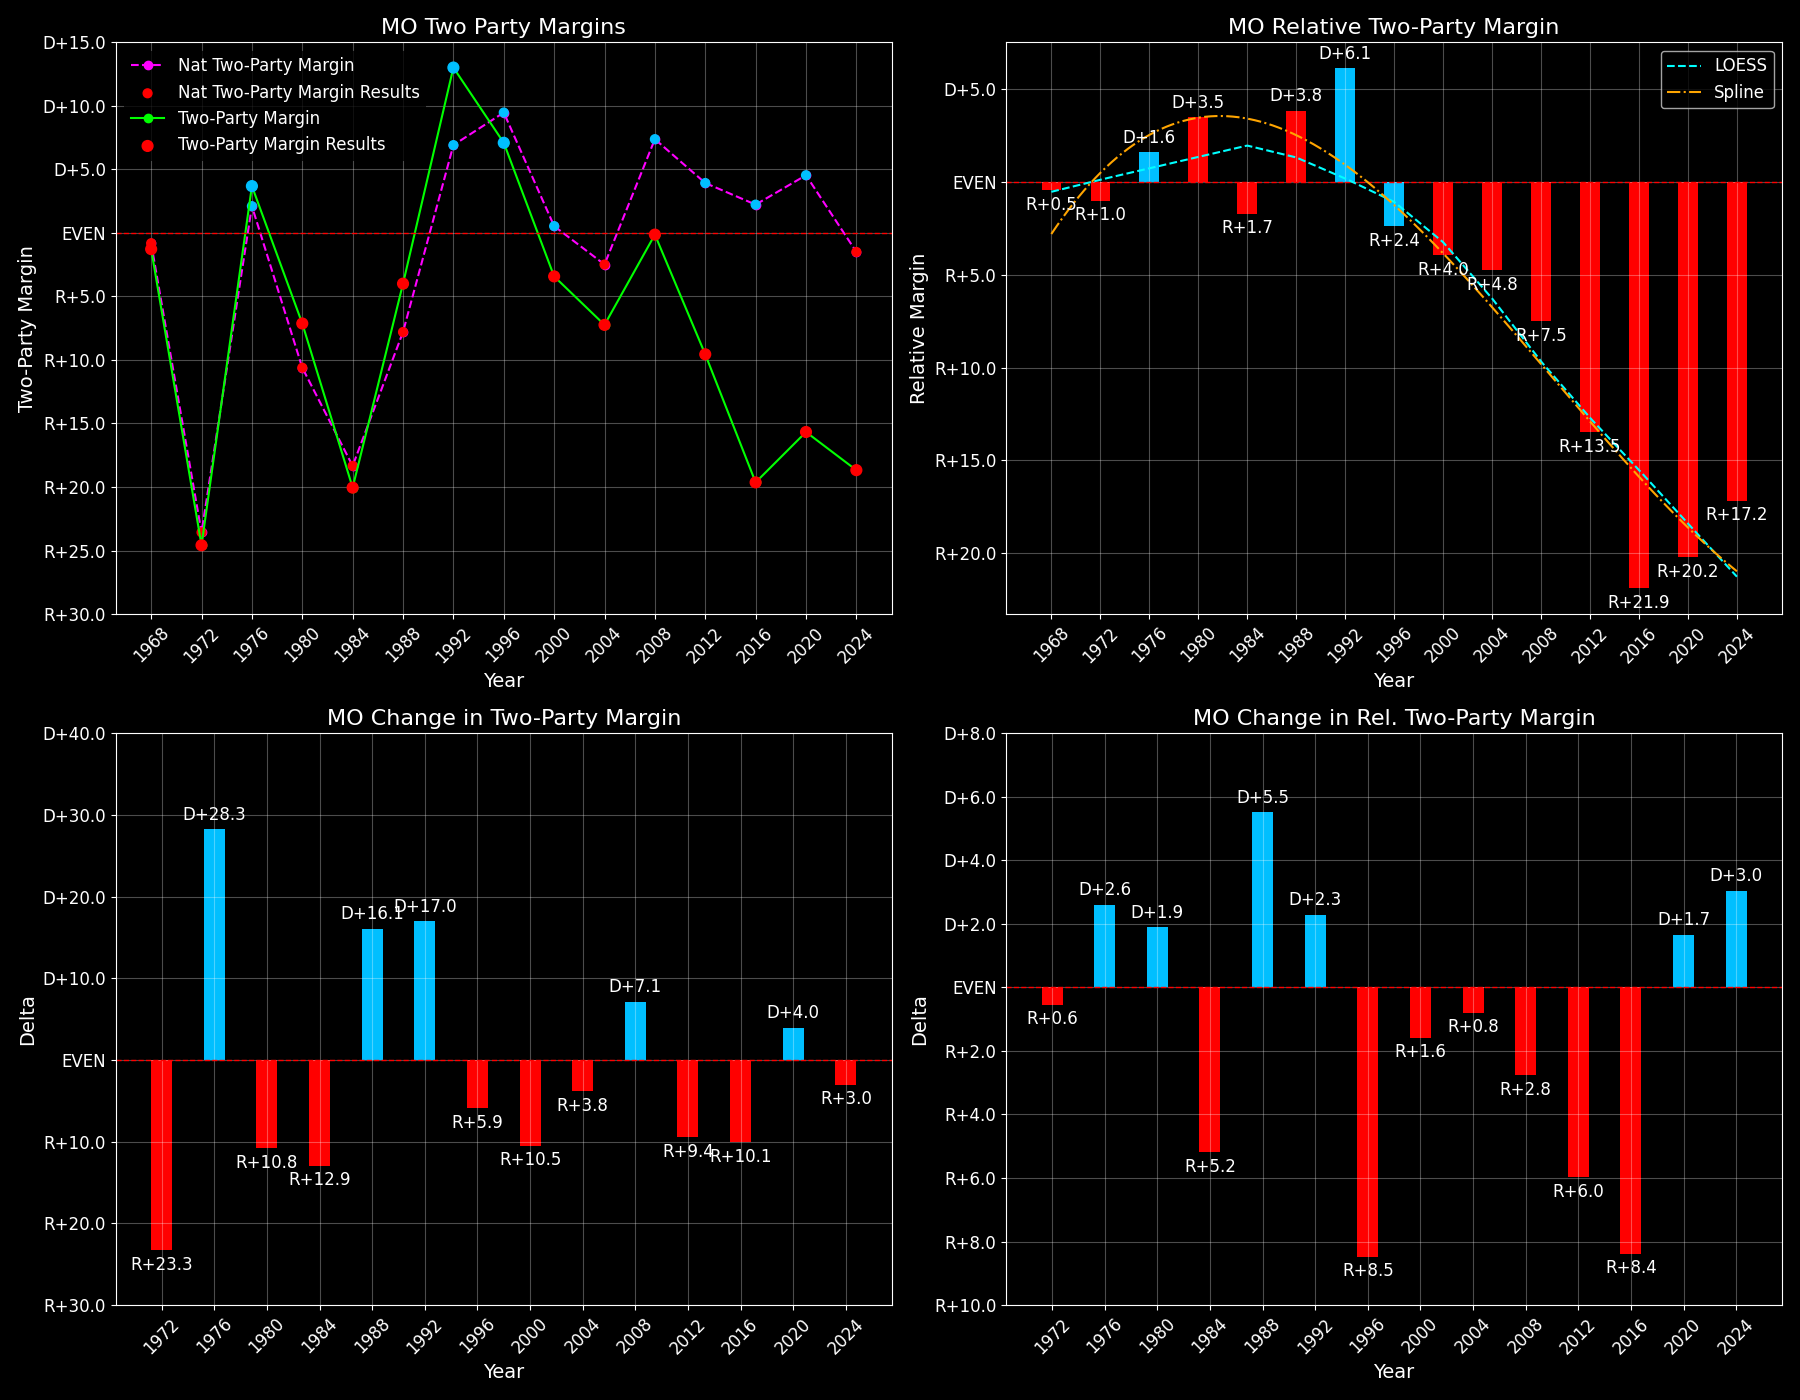 MO Two Party Margins
D+15.0
D+10.0
D+5.0
EVEN
R+5.0
R+10.0
R+15.0
R+20.0
R+25.0
R+30.0
Two-Party Margin
Nat Two-Party Margin
Nat Two-Party Margin Results
Two-Party Margin
Two-Party Margin Results
1968
1972
1976
1980
1984
1988
1992
1996
2000
2004
2008
2012
2016
2020
2024
Year
MO Relative Two-Party Margin
D+5.0
EVEN
R+5.0
R+10.0
R+15.0
R+20.0
Relative Margin
LOESS
Spline
R+0.5
R+1.0
D+1.6
D+3.5
R+1.7
D+3.8
D+6.1
R+2.4
R+4.0
R+4.8
R+7.5
R+13.5
R+21.9
R+20.2
R+17.2
1968
1972
1976
1980
1984
1988
1992
1996
2000
2004
2008
2012
2016
2020
2024
Year
MO Change in Two-Party Margin
D+40.0
D+30.0
D+20.0
D+10.0
EVEN
R+10.0
R+20.0
R+30.0
Delta
R+23.3
D+28.3
R+10.8
R+12.9
D+16.1
D+17.0
R+5.9
R+10.5
R+3.8
D+7.1
R+9.4
R+10.1
D+4.0
R+3.0
1972
1976
1980
1984
1988
1992
1996
2000
2004
2008
2012
2016
2020
2024
Year
MO Change in Rel. Two-Party Margin
D+8.0
D+6.0
D+4.0
D+2.0
EVEN
R+2.0
R+4.0
R+6.0
R+8.0
R+10.0
Delta
R+0.6
D+2.6
D+1.9
R+5.2
D+5.5
D+2.3
R+8.5
R+1.6
R+0.8
R+2.8
R+6.0
R+8.4
D+1.7
D+3.0
1972
1976
1980
1984
1988
1992
1996
2000
2004
2008
2012
2016
2020
2024
Year